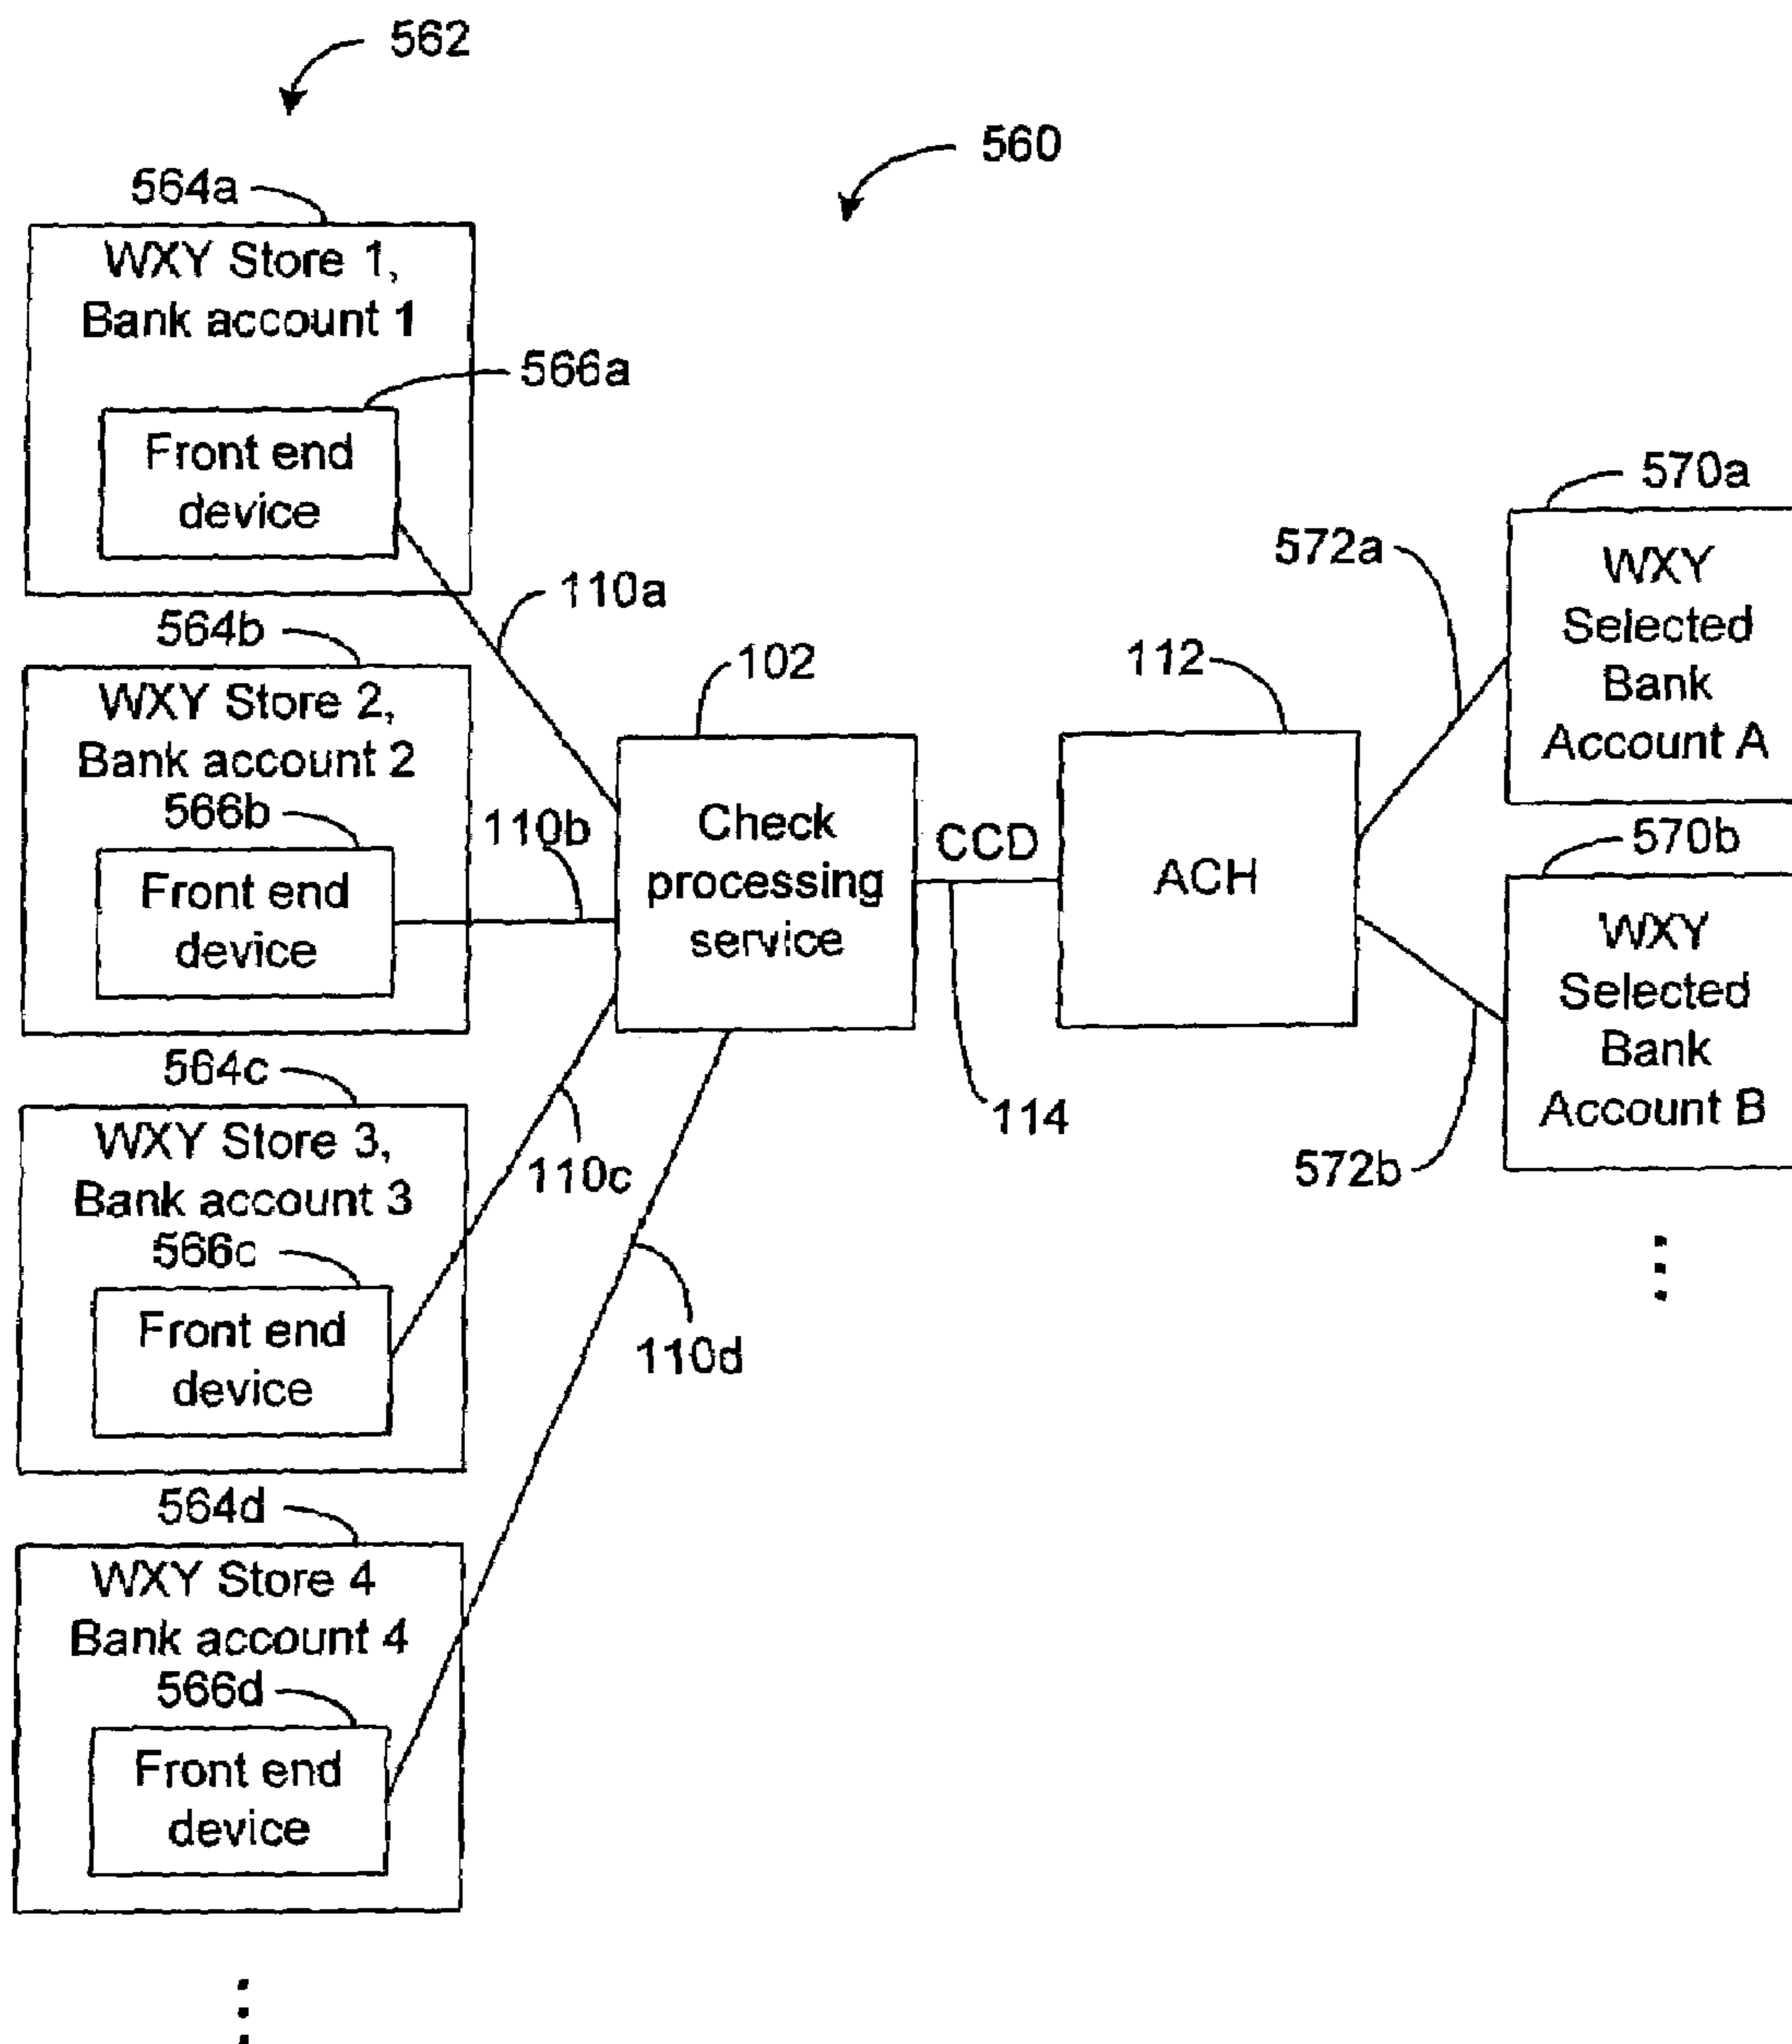 562
560
564a
WXY Store 1,
Bank account 1
566a
Front end
device
110a
564b
WXY Store 2,
Bank account 2
566b
Front end
device
110b
564c
WXY Store 3,
Bank account 3
566c
Front end
device
110c
564d
WXY Store 4
Bank account 4
566d
Front end
device
110d
102
Check
processing
service
CCD
114
112
ACH
572a
570a
WXY
Selected
Bank
Account A
570b
WXY
Selected
Bank
Account B
572b